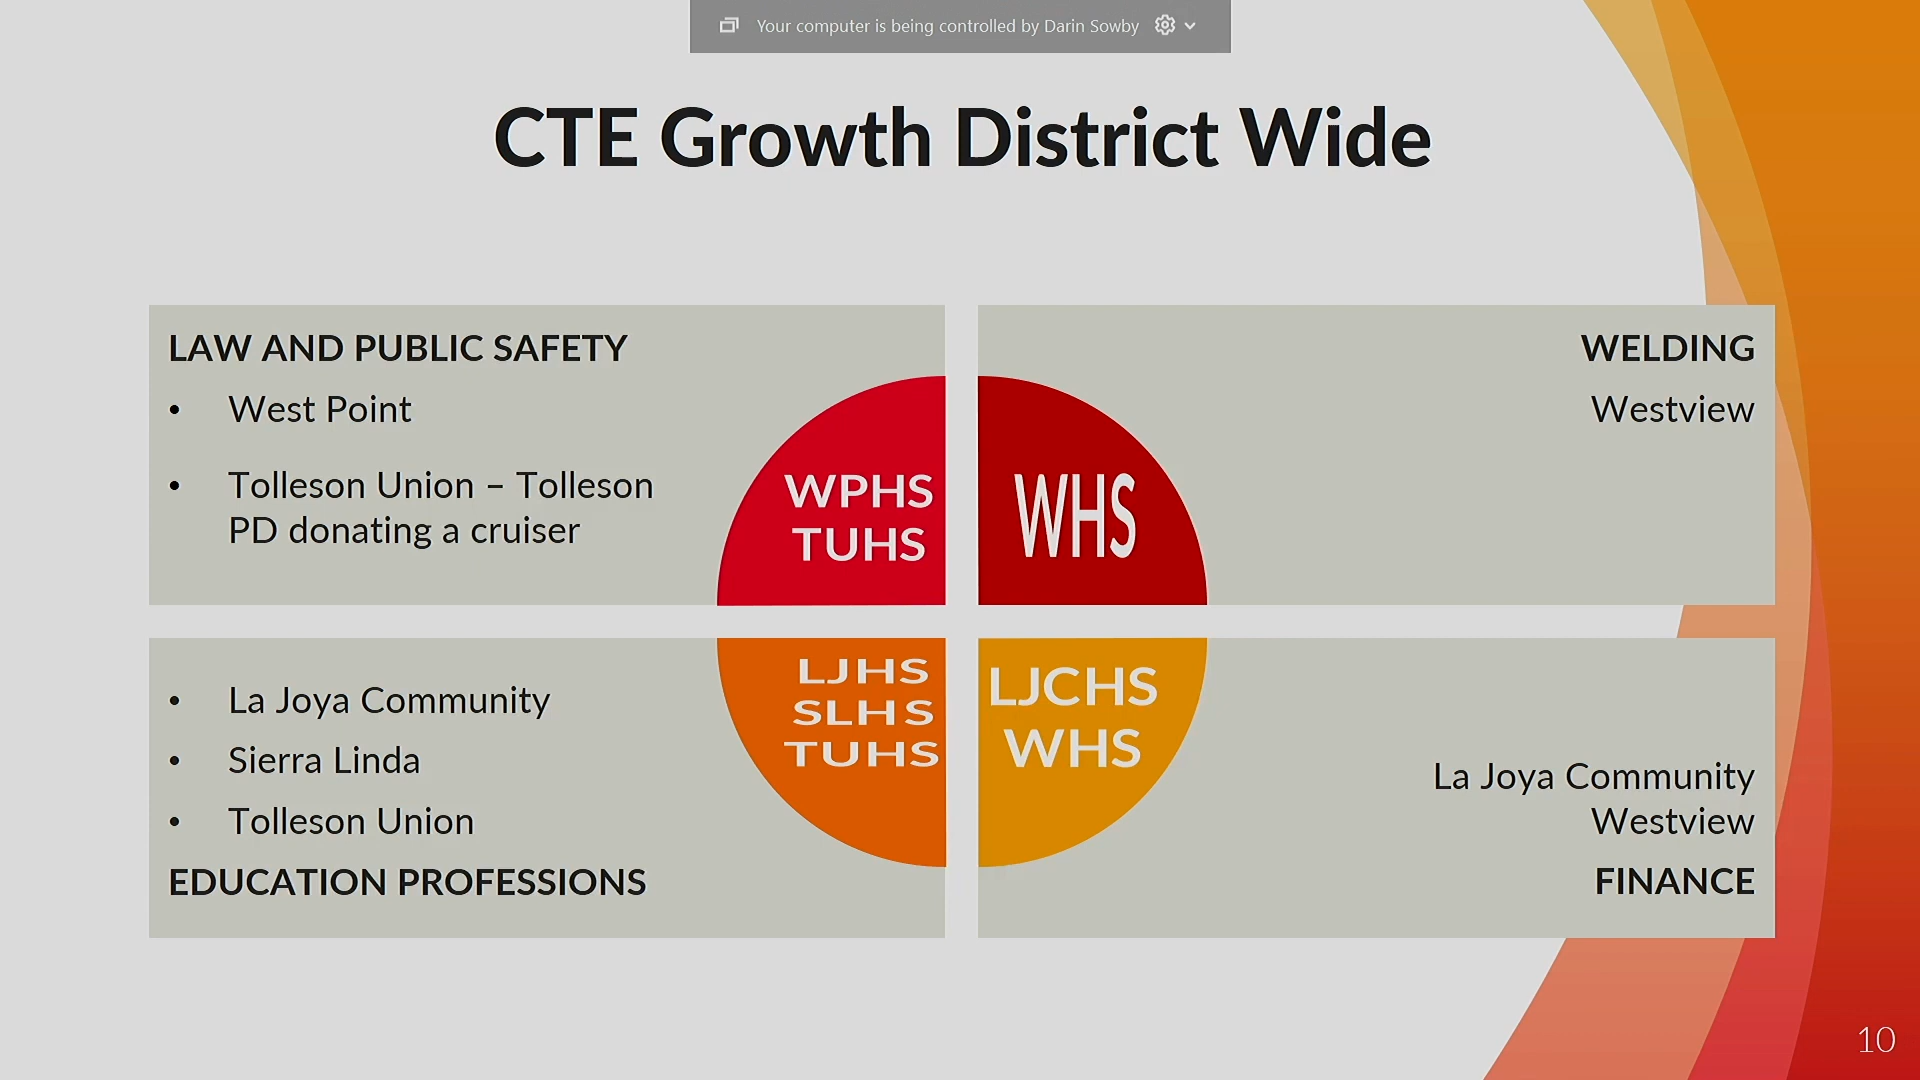 Your computer is being controlled by Darin Sowby
CTE Growth District Wide
LAW AND PUBLIC SAFETY
• West Point
• Tolleson Union – Tolleson
PD donating a cruiser
WPHS
TUHS
WELDING
Westview
WHS
• La Joya Community
• Sierra Linda
• Tolleson Union
EDUCATION PROFESSIONS
LJHS
SLHS
TUHS
LJCHS
WHS
La Joya Community
Westview
FINANCE
10